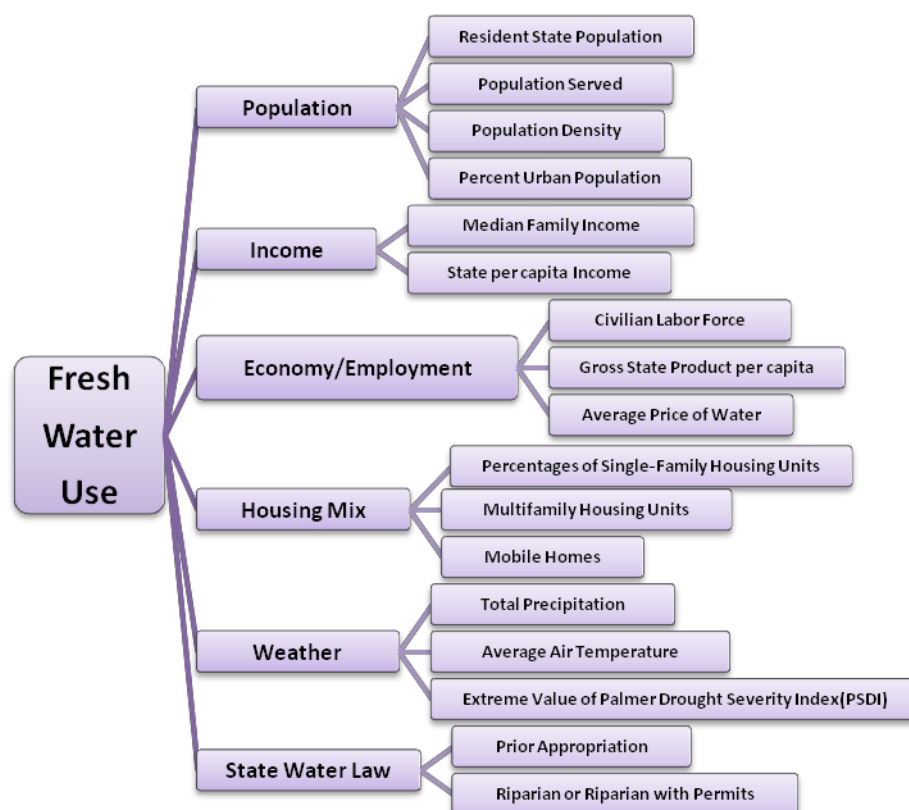 Fresh
Water
Use
Population
Resident State Population
Population Served
Population Density
Percent Urban Population
Income
Median Family Income
State per capita Income
Economy/Employment
Civilian Labor Force
Gross State Product per capita
Average Price of Water
Housing Mix
Percentages of Single-Family Housing Units
Multifamily Housing Units
Mobile Homes
Weather
Total Precipitation
Average Air Temperature
Extreme Value of Palmer Drought Severity Index(PSDI)
State Water Law
Prior Appropriation
Riparian or Riparian with Permits